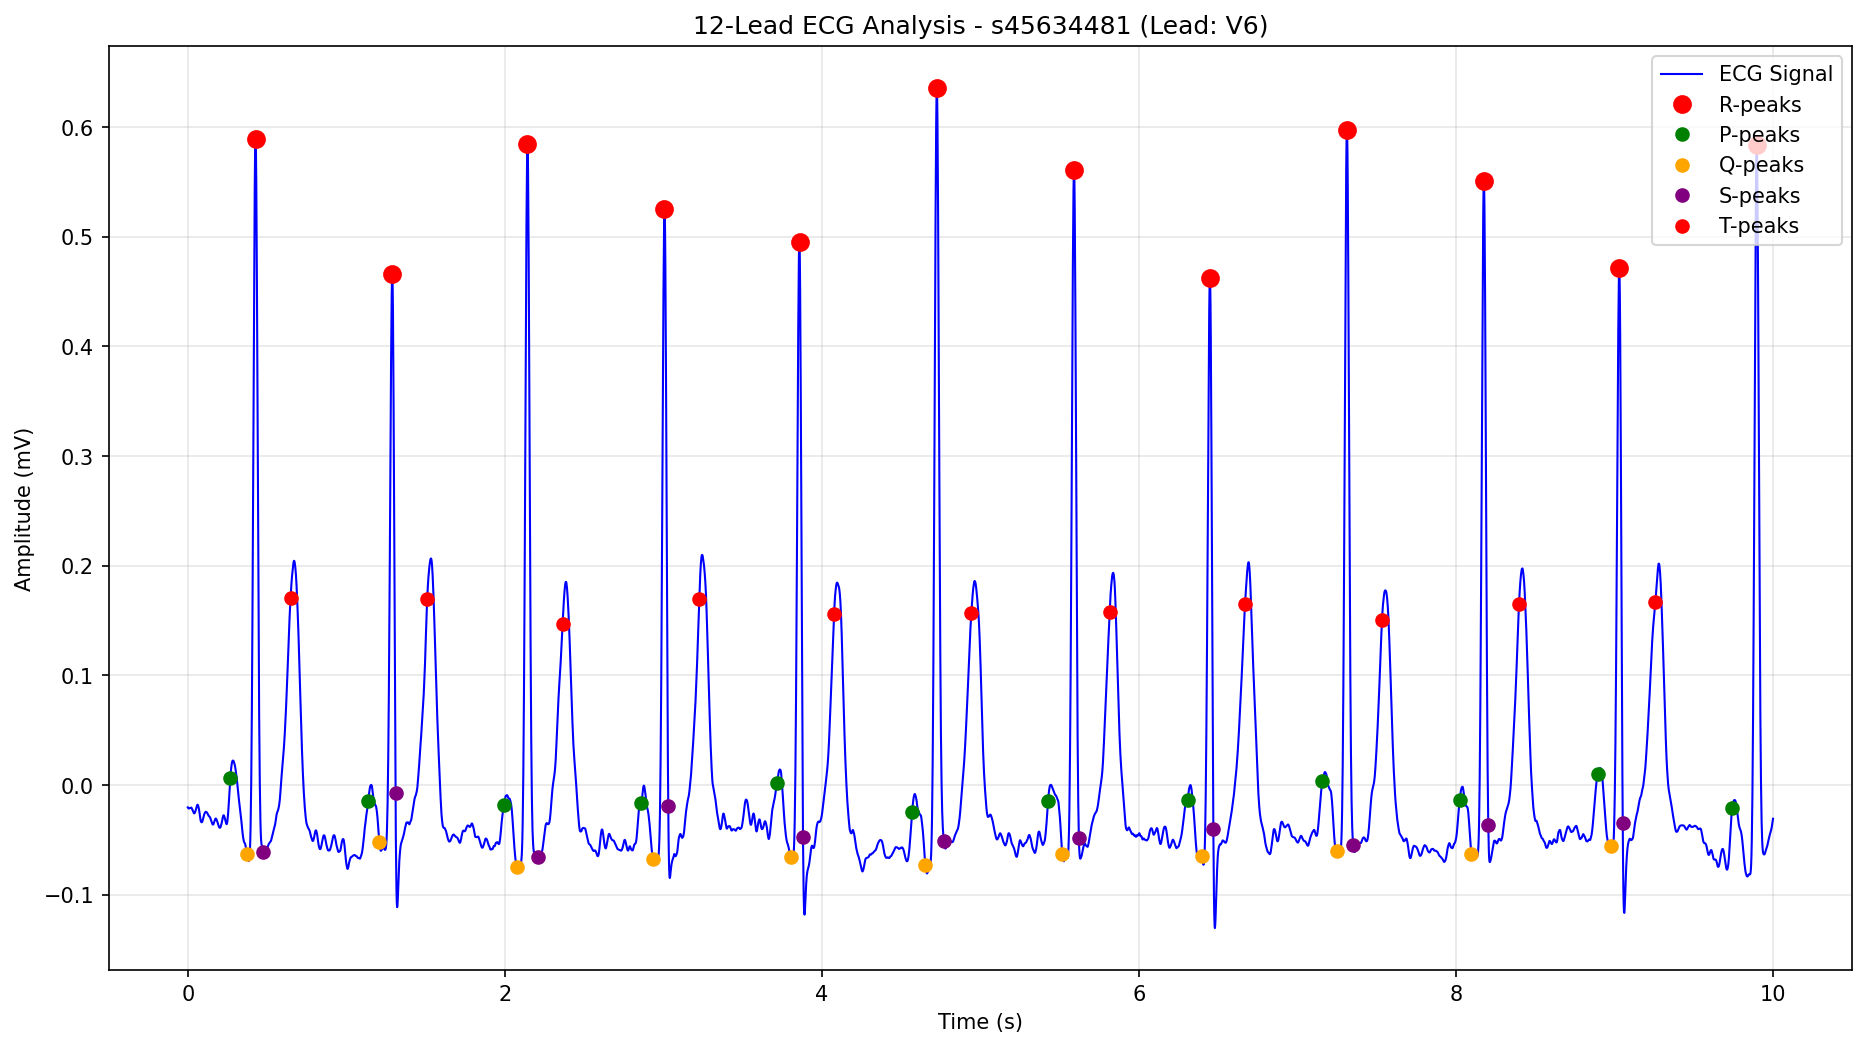 12-Lead ECG Analysis - s45634481 (Lead: V6)
ECG Signal
R-peaks
P-peaks
Q-peaks
S-peaks
T-peaks
Amplitude (mV)
0.6
0.5
0.4
0.3
0.2
0.1
0.0
−0.1
0
2
4
6
8
10
Time (s)